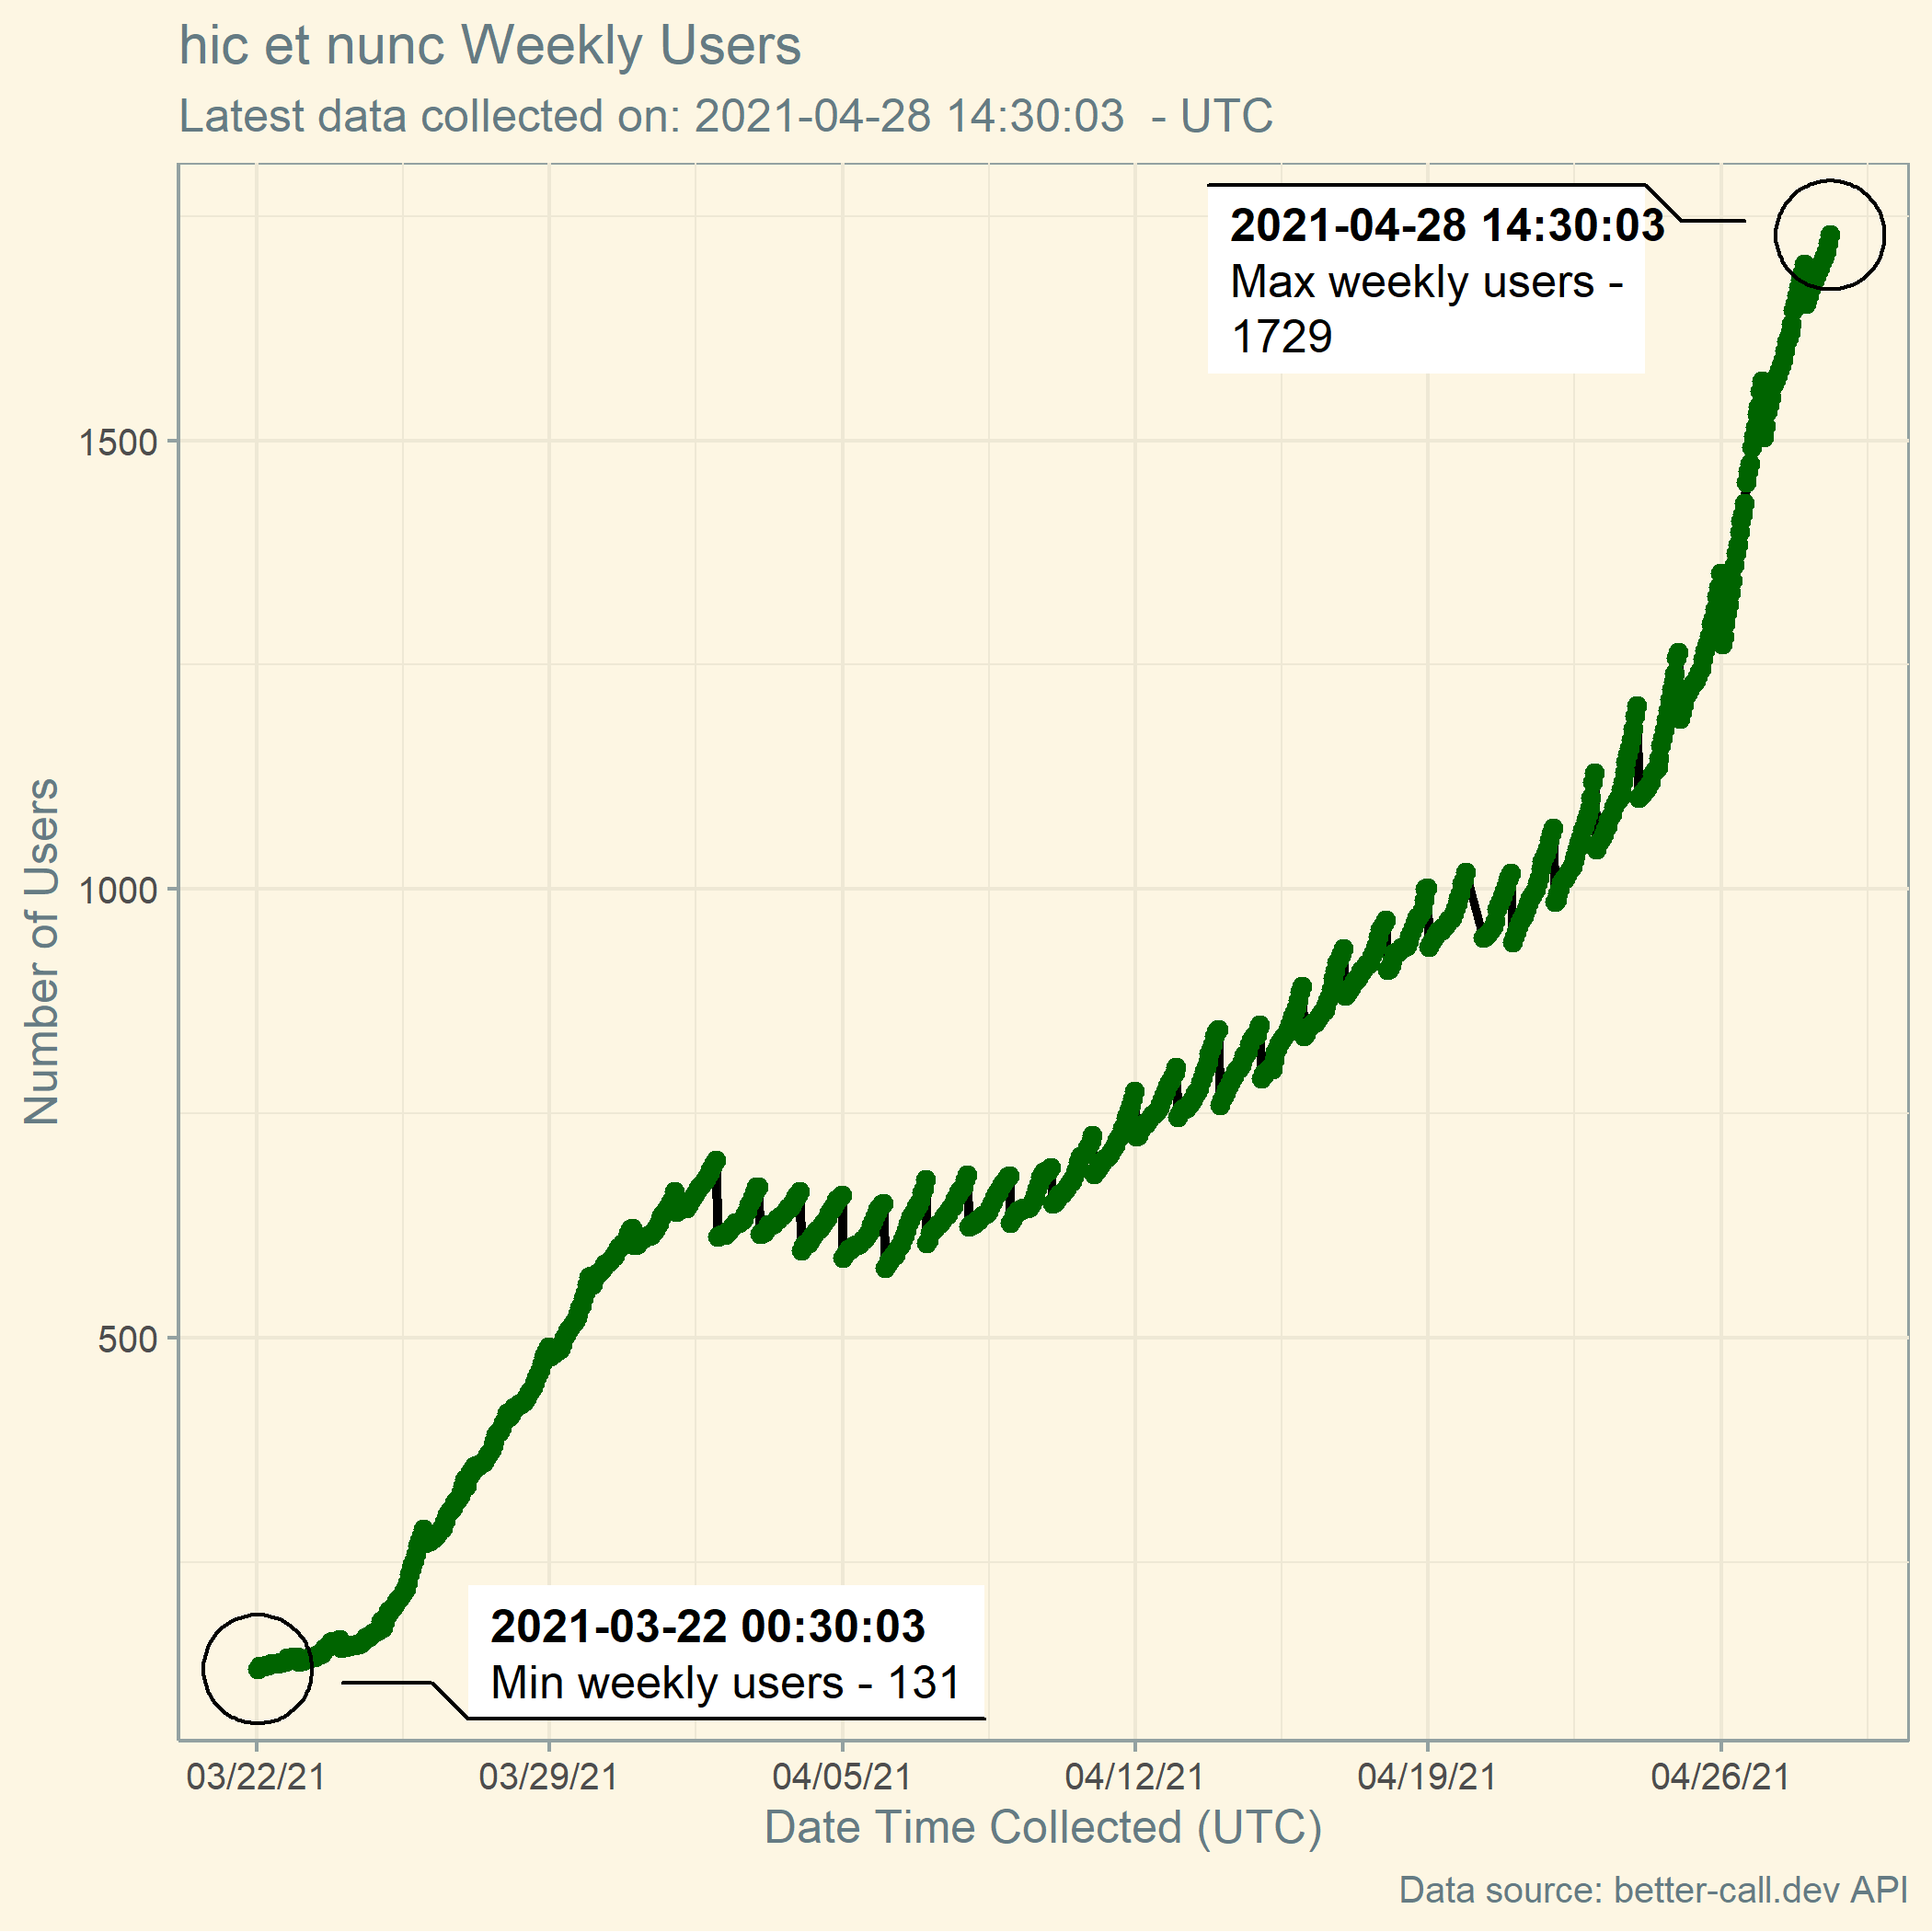 hic et nunc Weekly Users
Latest data collected on: 2021-04-28 14:30:03  - UTC
2021-04-28 14:30:03
Max weekly users -
1729
1500
1000
500
Number of Users
2021-03-22 00:30:03
Min weekly users - 131
03/22/21 03/29/21 04/05/21 04/12/21 04/19/21 04/26/21
Date Time Collected (UTC)
Data source: better-call.dev API